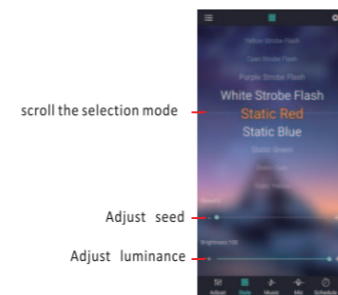 Yellow Strobe Flash
Cyan Strobe Flash
Purple Strobe Flash
White Strobe Flash
scroll the selection mode
Static Red
Static Blue
Static Green
Adjust seed
Brightness:100
Adjust luminance
Adjust Style Music Mic Schedule